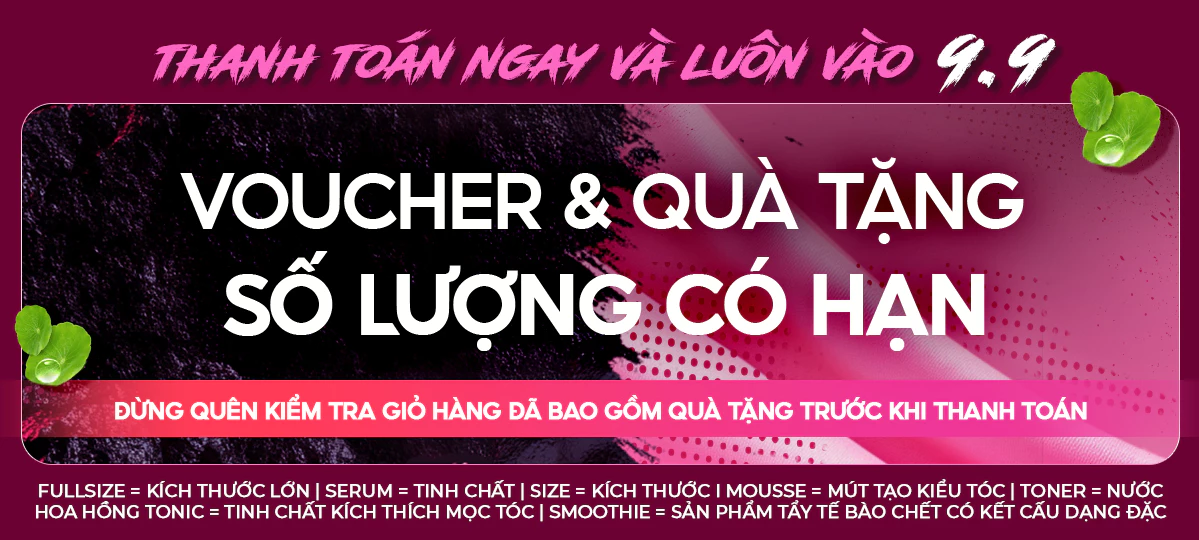 THANH TOÁN NGAY VÀ LUÔN VÀO 9.9
VOUCHER & QUÀ TẶNG
SỐ LƯỢNG CÓ HẠN
ĐỪNG QUÊN KIỂM TRA GIỎ HÀNG ĐÃ BAO GỒM QUÀ TẶNG TRƯỚC KHI THANH TOÁN
FULLSIZE = KÍCH THƯỚC LỚN | SERUM = TINH CHẤT | SIZE = KÍCH THƯỚC I MOUSSE = MÚT TẠO KIỂU TÓC | TONER = NƯỚC
HOA HỒNG TONIC = TINH CHẤT KÍCH THÍCH MỌC TÓC | SMOOTHIE = SẢN PHẨM TẨY TẾ BÀO CHẾT CÓ KẾT CẤU DẠNG ĐẶC